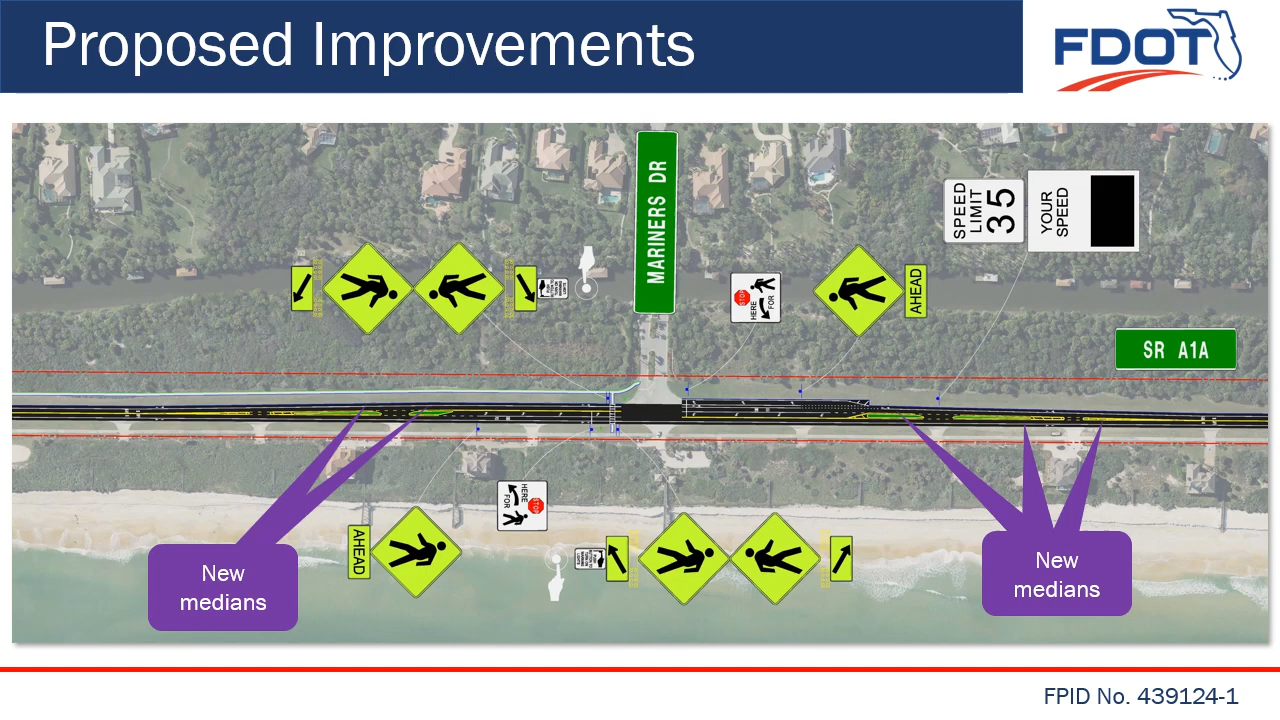 Proposed Improvements
FDOT
MARINERS DR
SPEED
LIMIT
35
YOUR
SPEED
STOP
HERE
FOR
AHEAD
SR A1A
HERE
STOP
FOR
AHEAD
New
medians
New
medians
FPID No. 439124-1